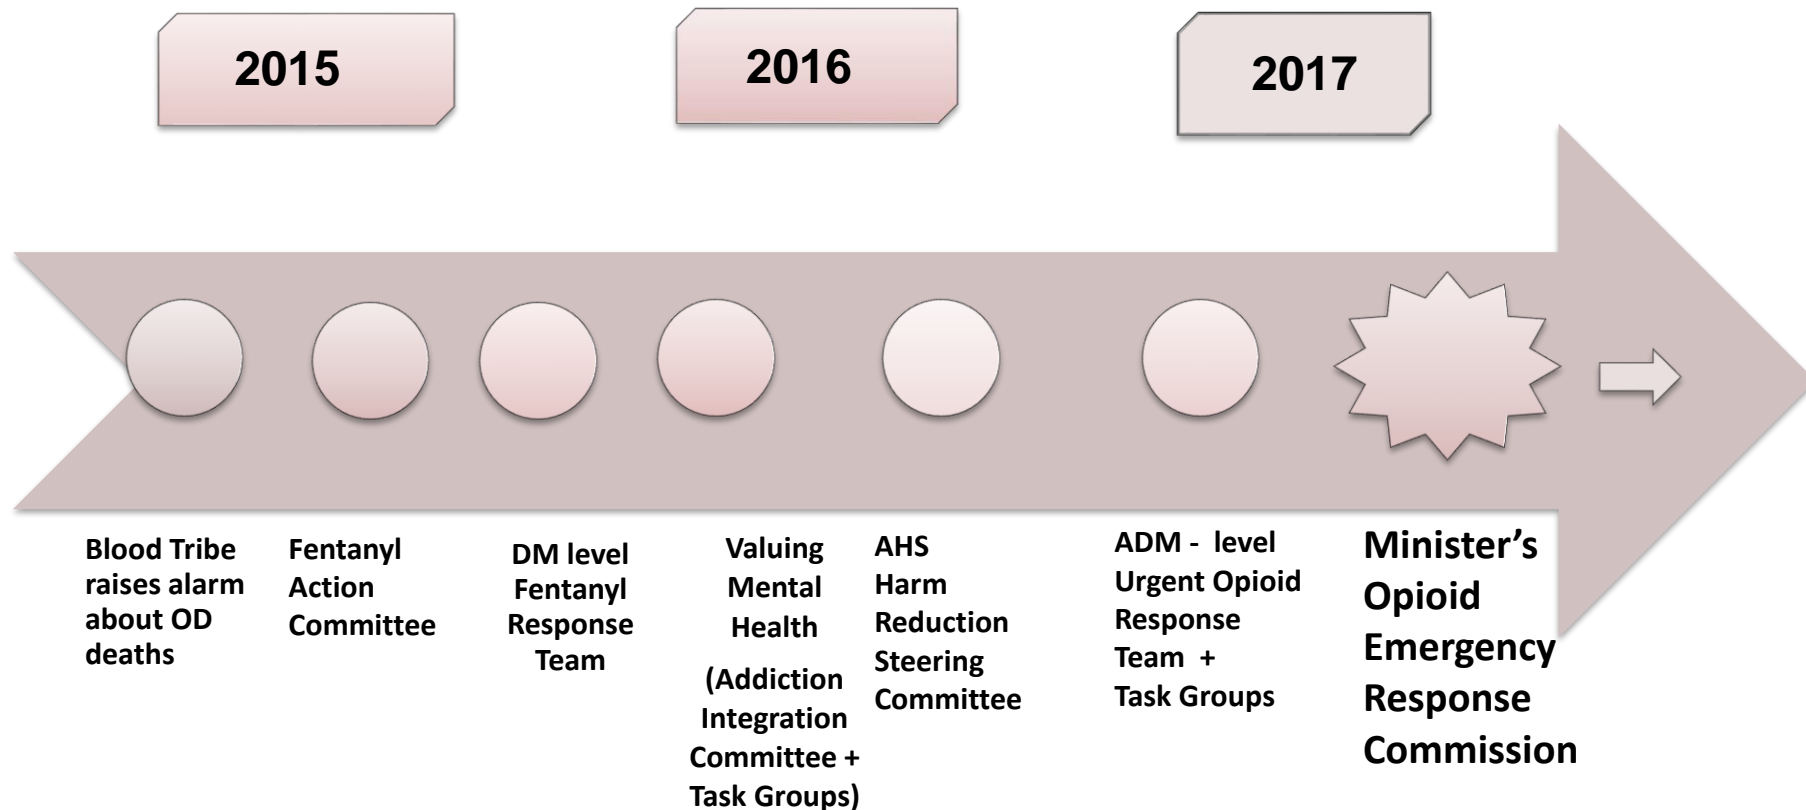 2015
2016
2017
Blood Tribe
raises alarm
about OD
deaths
Fentanyl
Action
Committee
DM level
Fentanyl
Response
Team
Valuing
Mental
Health
(Addiction
Integration
Committee +
Task Groups)
AHS
Harm
Reduction
Steering
Committee
ADM -  level
Urgent Opioid
Response
Team  +
Task Groups
Minister’s
Opioid
Emergency
Response
Commission